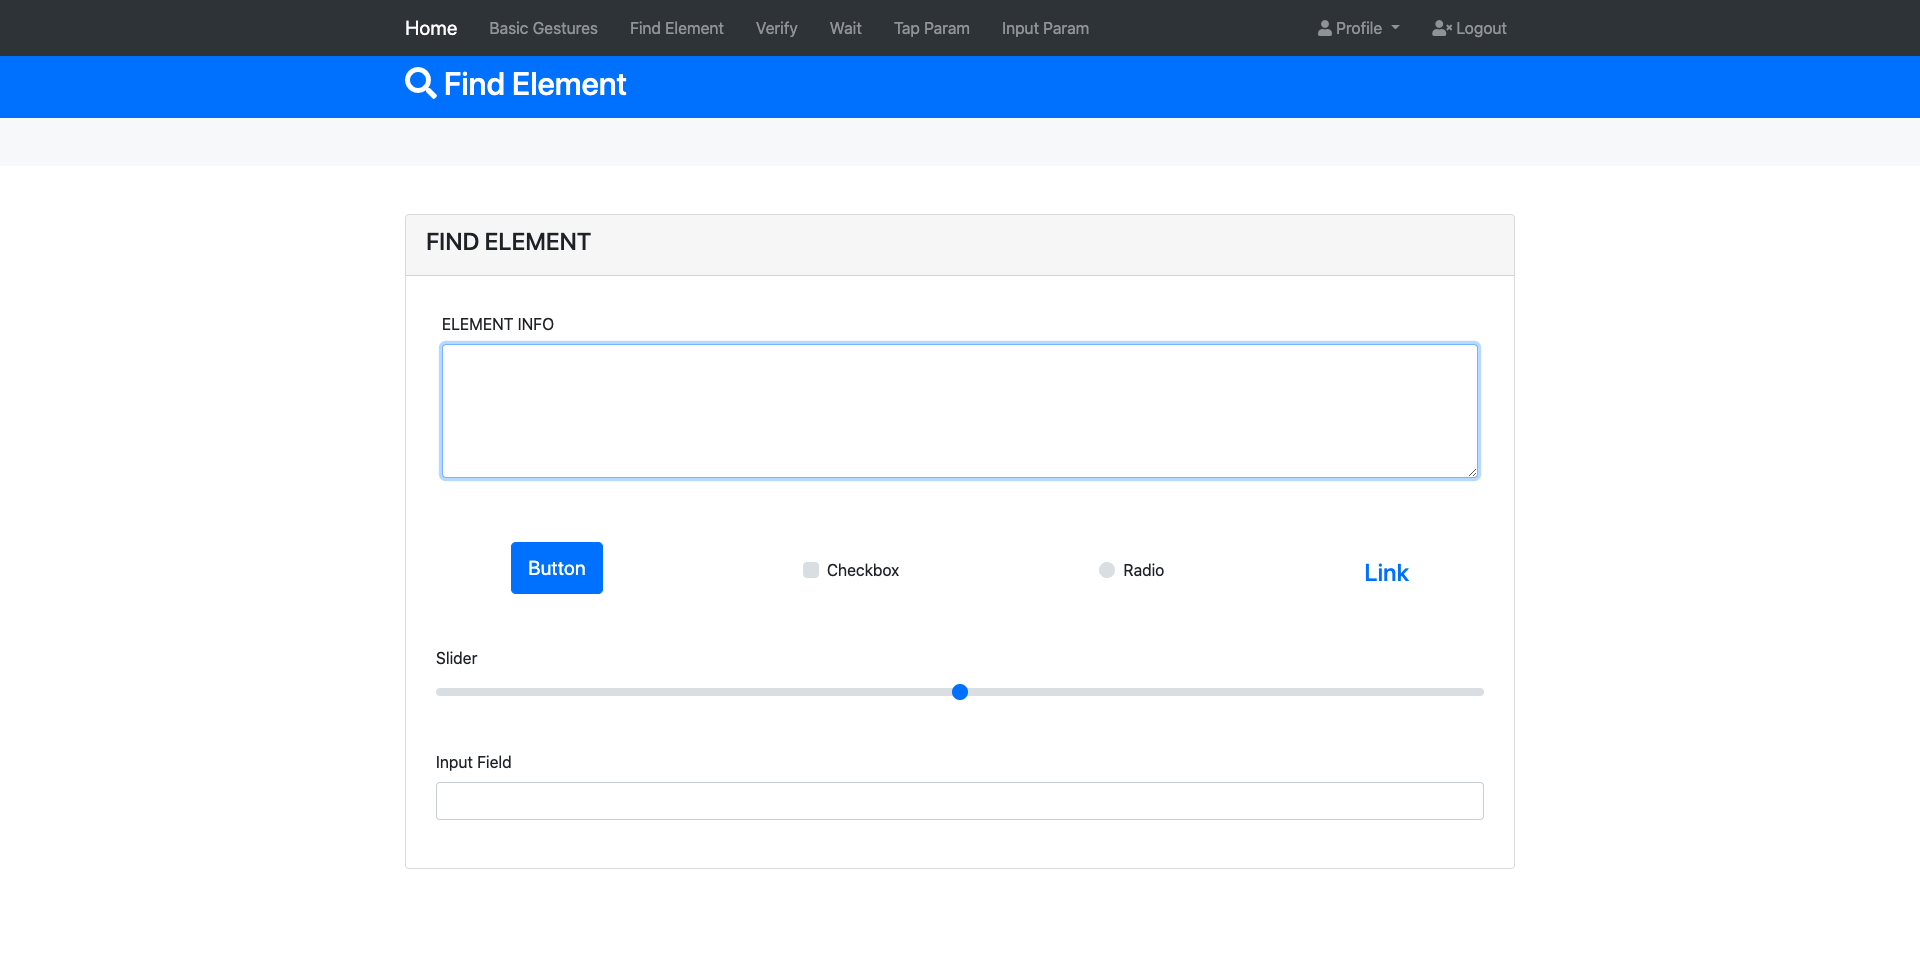 Home Basic Gestures Find Element Verify Wait Tap Param Input Param Profile Logout
Find Element
FIND ELEMENT
ELEMENT INFO
Button Checkbox Radio Link
Slider
Input Field